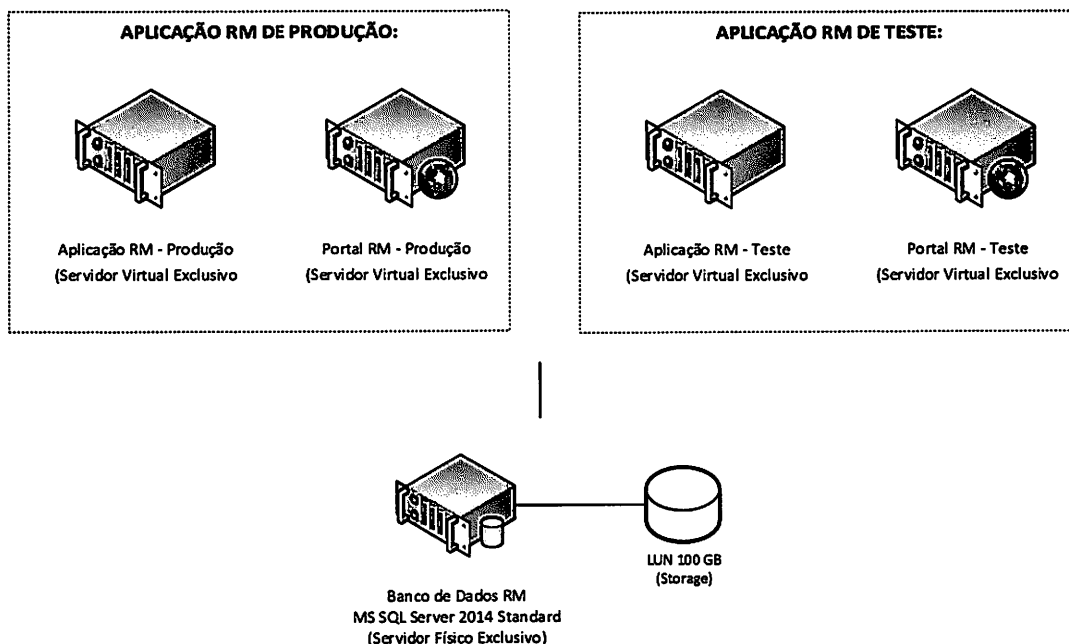 APLICAÇÃO RM DE PRODUÇÃO:
Aplicação RM - Produção
(Servidor Virtual Exclusivo
Portal RM - Produção
(Servidor Virtual Exclusivo
APLICAÇÃO RM DE TESTE:
Aplicação RM - Teste
(Servidor Virtual Exclusivo
Portal RM - Teste
(Servidor Virtual Exclusivo
Banco de Dados RM
MS SQL Server 2014 Standard
(Servidor Físico Exclusivo)
LUN 100 GB
(Storage)